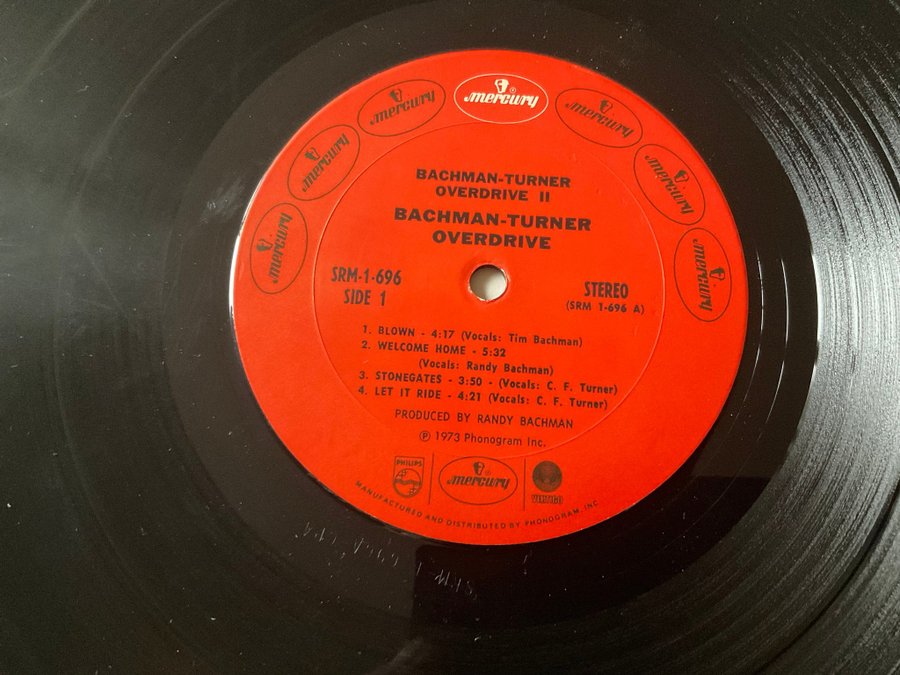 mercury
mercury
mercury
mercury ®
mercury
mercury
mercury
BACHMAN-TURNER
OVERDRIVE II
BACHMAN-TURNER
OVERDRIVE
SRM-1-696
SIDE 1
STEREO
(SRM 1-696 A)
1. BLOWN - 4:17 (Vocals: Tim Bachman)
2. WELCOME HOME - 5:32
(Vocals: Randy Bachman)
3. STONEGATES - 3:50 - (Vocals: C. F. Turner)
4. LET IT RIDE - 4:21 (Vocals: C. F. Turner)
PRODUCED BY RANDY BACHMAN
℗ 1973 Phonogram Inc.
PHILIPS
mercury
VERTIGO
MANUFACTURED AND DISTRIBUTED BY PHONOGRAM, INC